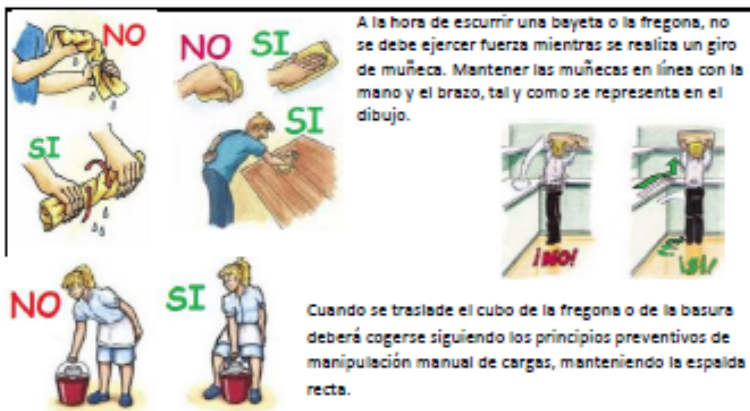 NO
SI
NO
SI
SI
A la hora de escurrir una bayeta o la fregona, no
se debe ejercer fuerza mientras se realiza un giro
de muñeca. Mantener las muñecas en línea con la
mano y el brazo, tal y como se representa en el
dibujo.
¡NO!
¡SI!
NO
SI
Cuando se traslade el cubo de la fregona o de la basura
deberá cogerse siguiendo los principios preventivos de
manipulación manual de cargas, manteniendo la espalda
recta.